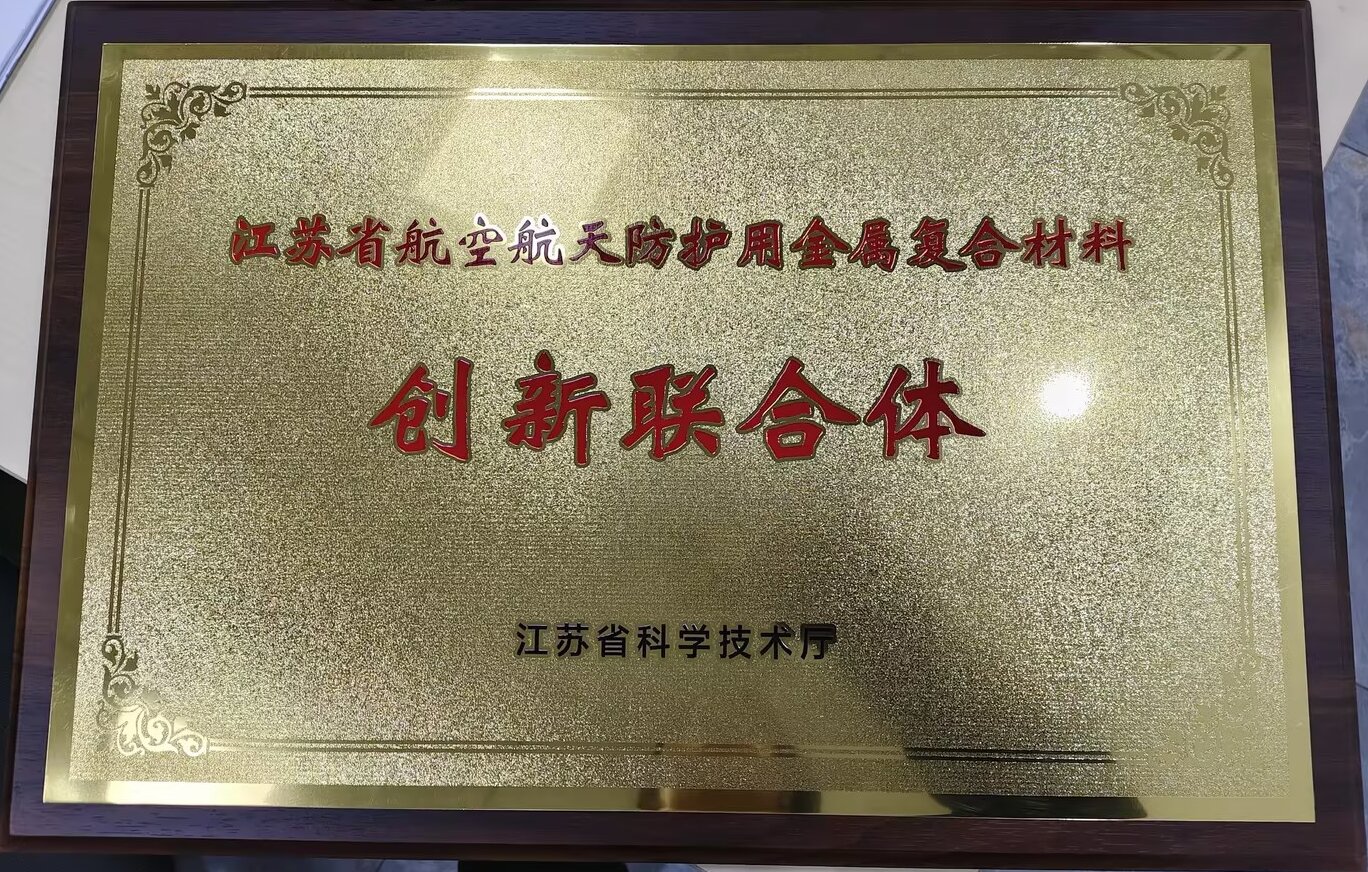 江苏省航空航天防护用金属复合材料
创新联合体
江苏省科学技术厅